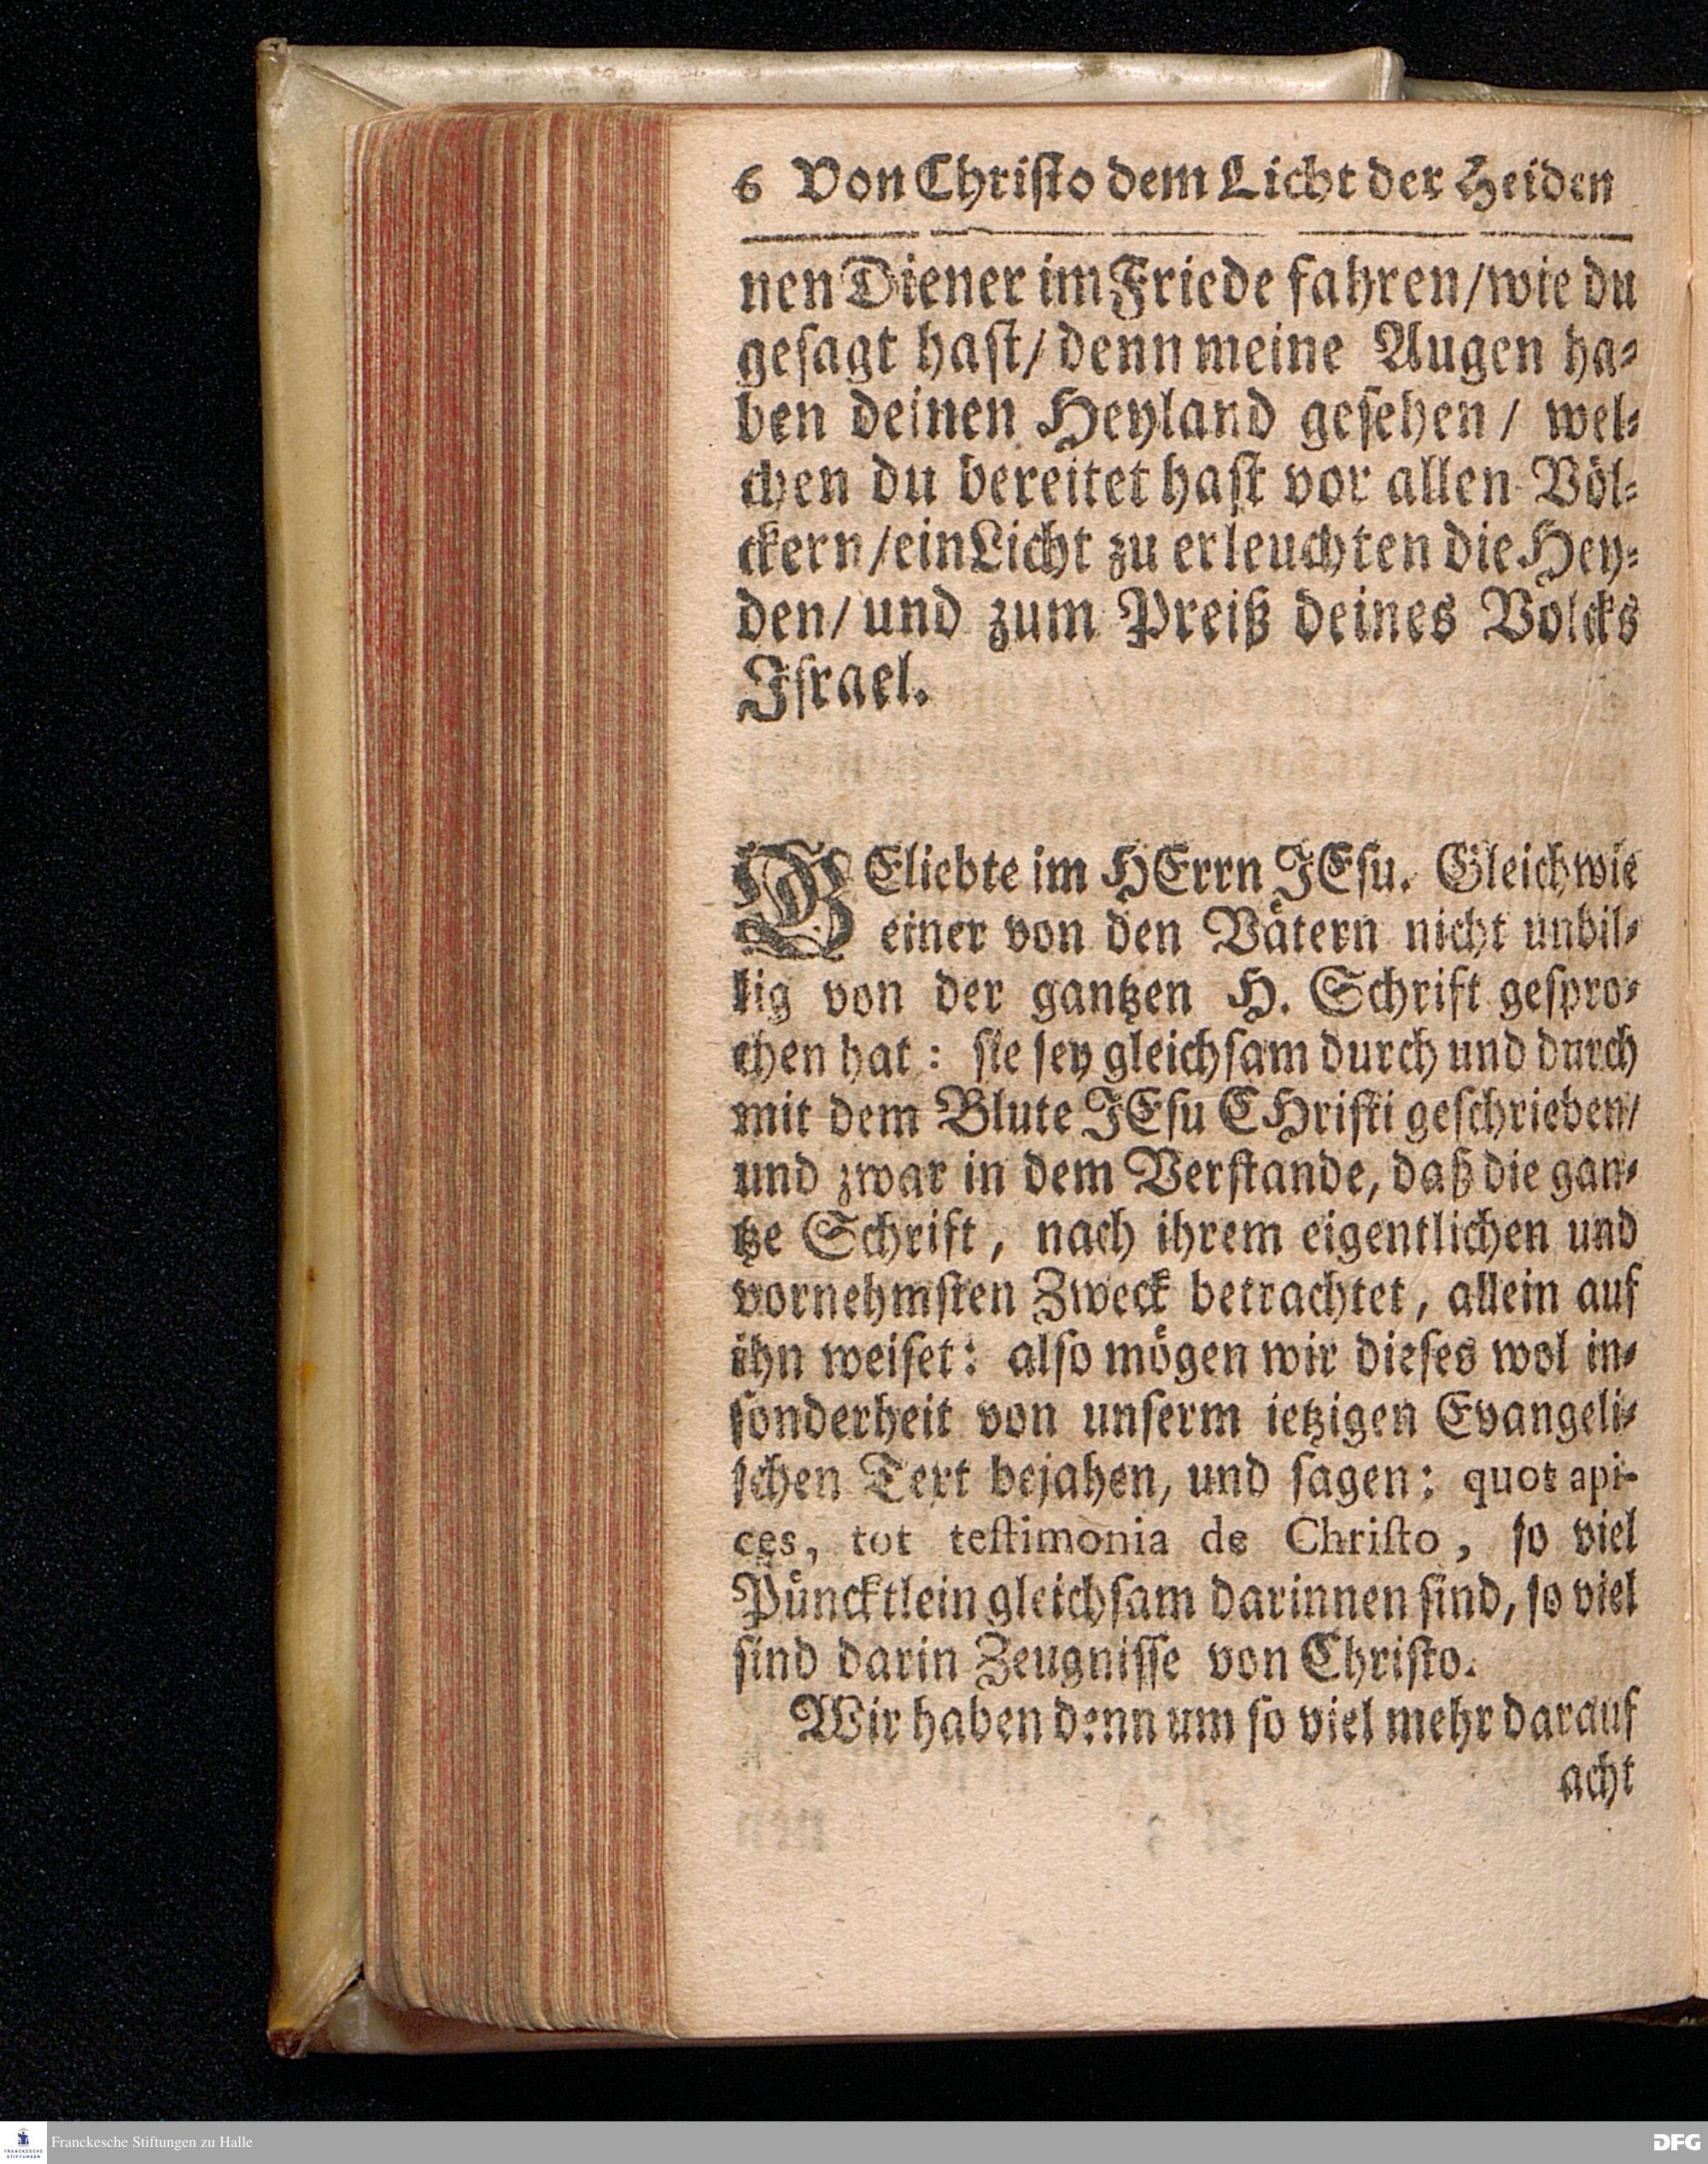 6 Von Christo dem Licht der Heiden
nen Diener im Friede fahren/wie du
gesagt hast/ denn meine Augen ha-
ben deinen Heyland gesehen / wel-
chen du bereitet hast vor allen Völ-
ckern /ein Licht zu erleuchten die Hey-
den/ und zum Preiß deines Volcks
Israel.
BEliebte im HErrn JEsu. Gleichwie
einer von den Vätern nicht unbil-
lig von der gantzen H. Schrift gespro-
chen hat : sie sey gleichsam durch und durch
mit dem Blute JEsu CHristi geschrieben/
und zwar in dem Verstande, daß die gan-
tze Schrift, nach ihrem eigentlichen und
vornehmsten Zweck betrachtet, allein auf
ihn weiset: also mögen wir dieses wol in-
sonderheit von unserm ietzigen Evangeli-
schen Text bejahen, und sagen: quot api-
ces, tot testimonia de Christo, so viel
Püncktlein gleichsam darinnen sind, so viel
sind darin Zeugnisse von Christo.
Wir haben denn um so viel mehr darauf
acht
FRANCKESCHE
STIFTUNGEN
Franckesche Stiftungen zu Halle
DFG